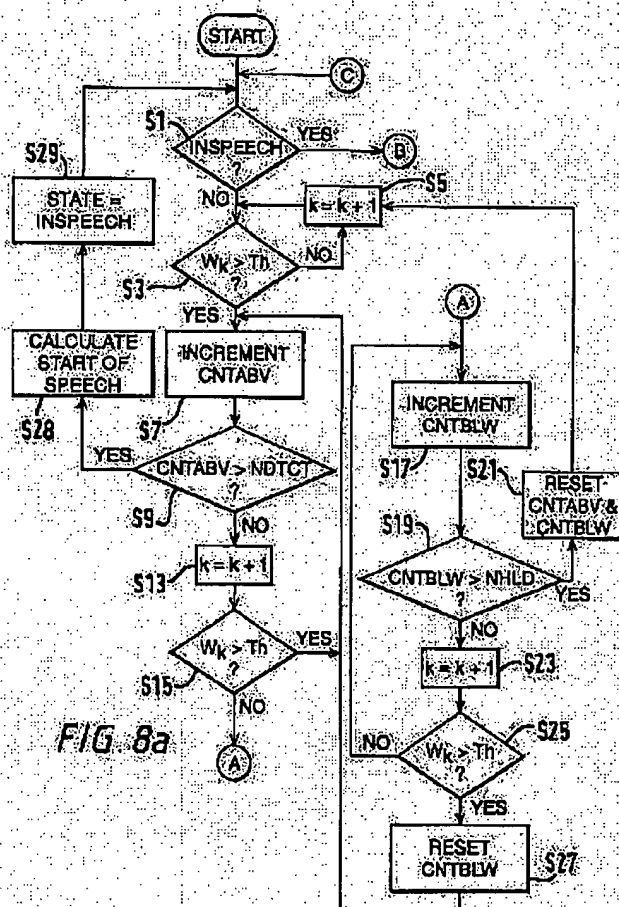 START
C
S1
INSPEECH
?
YES
B
NO
S29
STATE =
INSPEECH
k = k + 1
S5
Wk > Th
?
S3
NO
YES
CALCULATE
START OF
SPEECH
S28
INCREMENT
CNTABV
S7
YES
CNTABV > NDTCT
?
S9
NO
S13
k = k + 1
Wk > Th
?
S15
YES
NO
A
FIG. 8a
A
INCREMENT
CNTBLW
S17
S21
RESET
CNTABV &
CNTBLW
S19
CNTBLW > NHLD
?
YES
NO
k = k + 1
S23
Wk > Th
?
S25
NO
YES
RESET
CNTBLW
S27